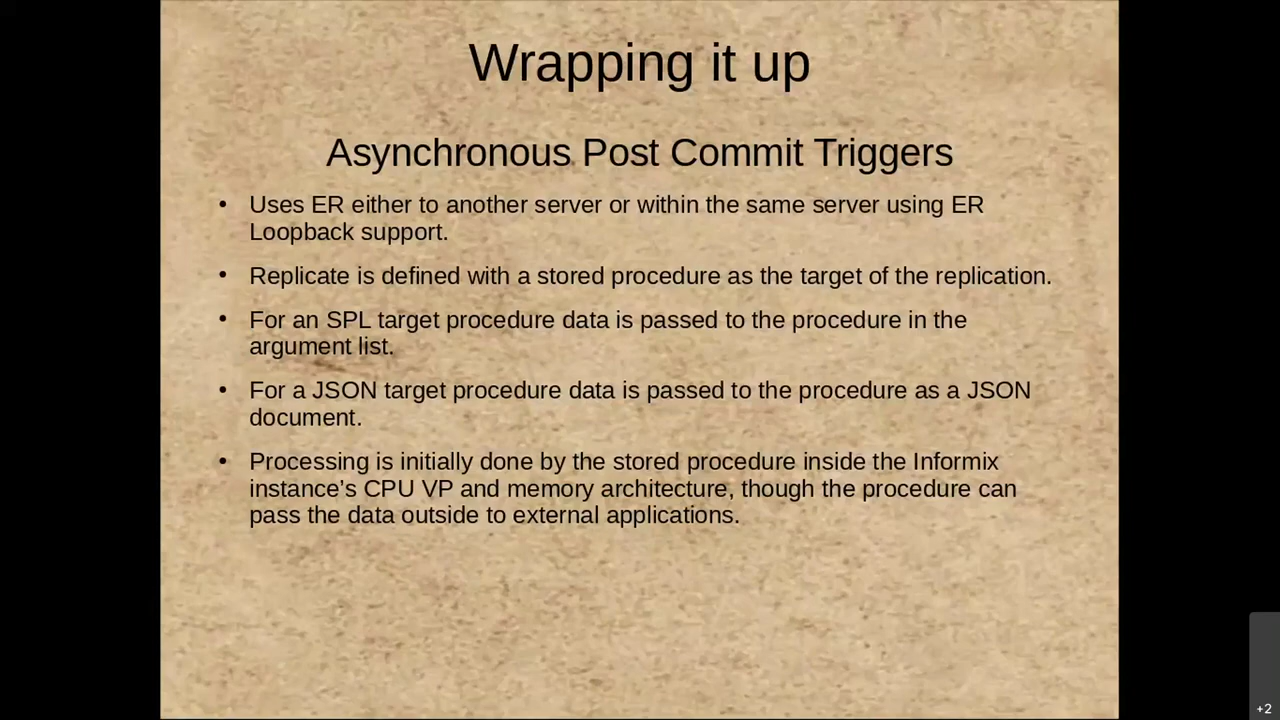 Wrapping it up
Asynchronous Post Commit Triggers
• Uses ER either to another server or within the same server using ER
Loopback support.
• Replicate is defined with a stored procedure as the target of the replication.
• For an SPL target procedure data is passed to the procedure in the
argument list.
• For a JSON target procedure data is passed to the procedure as a JSON
document.
• Processing is initially done by the stored procedure inside the Informix
instance’s CPU VP and memory architecture, though the procedure can
pass the data outside to external applications.
+2